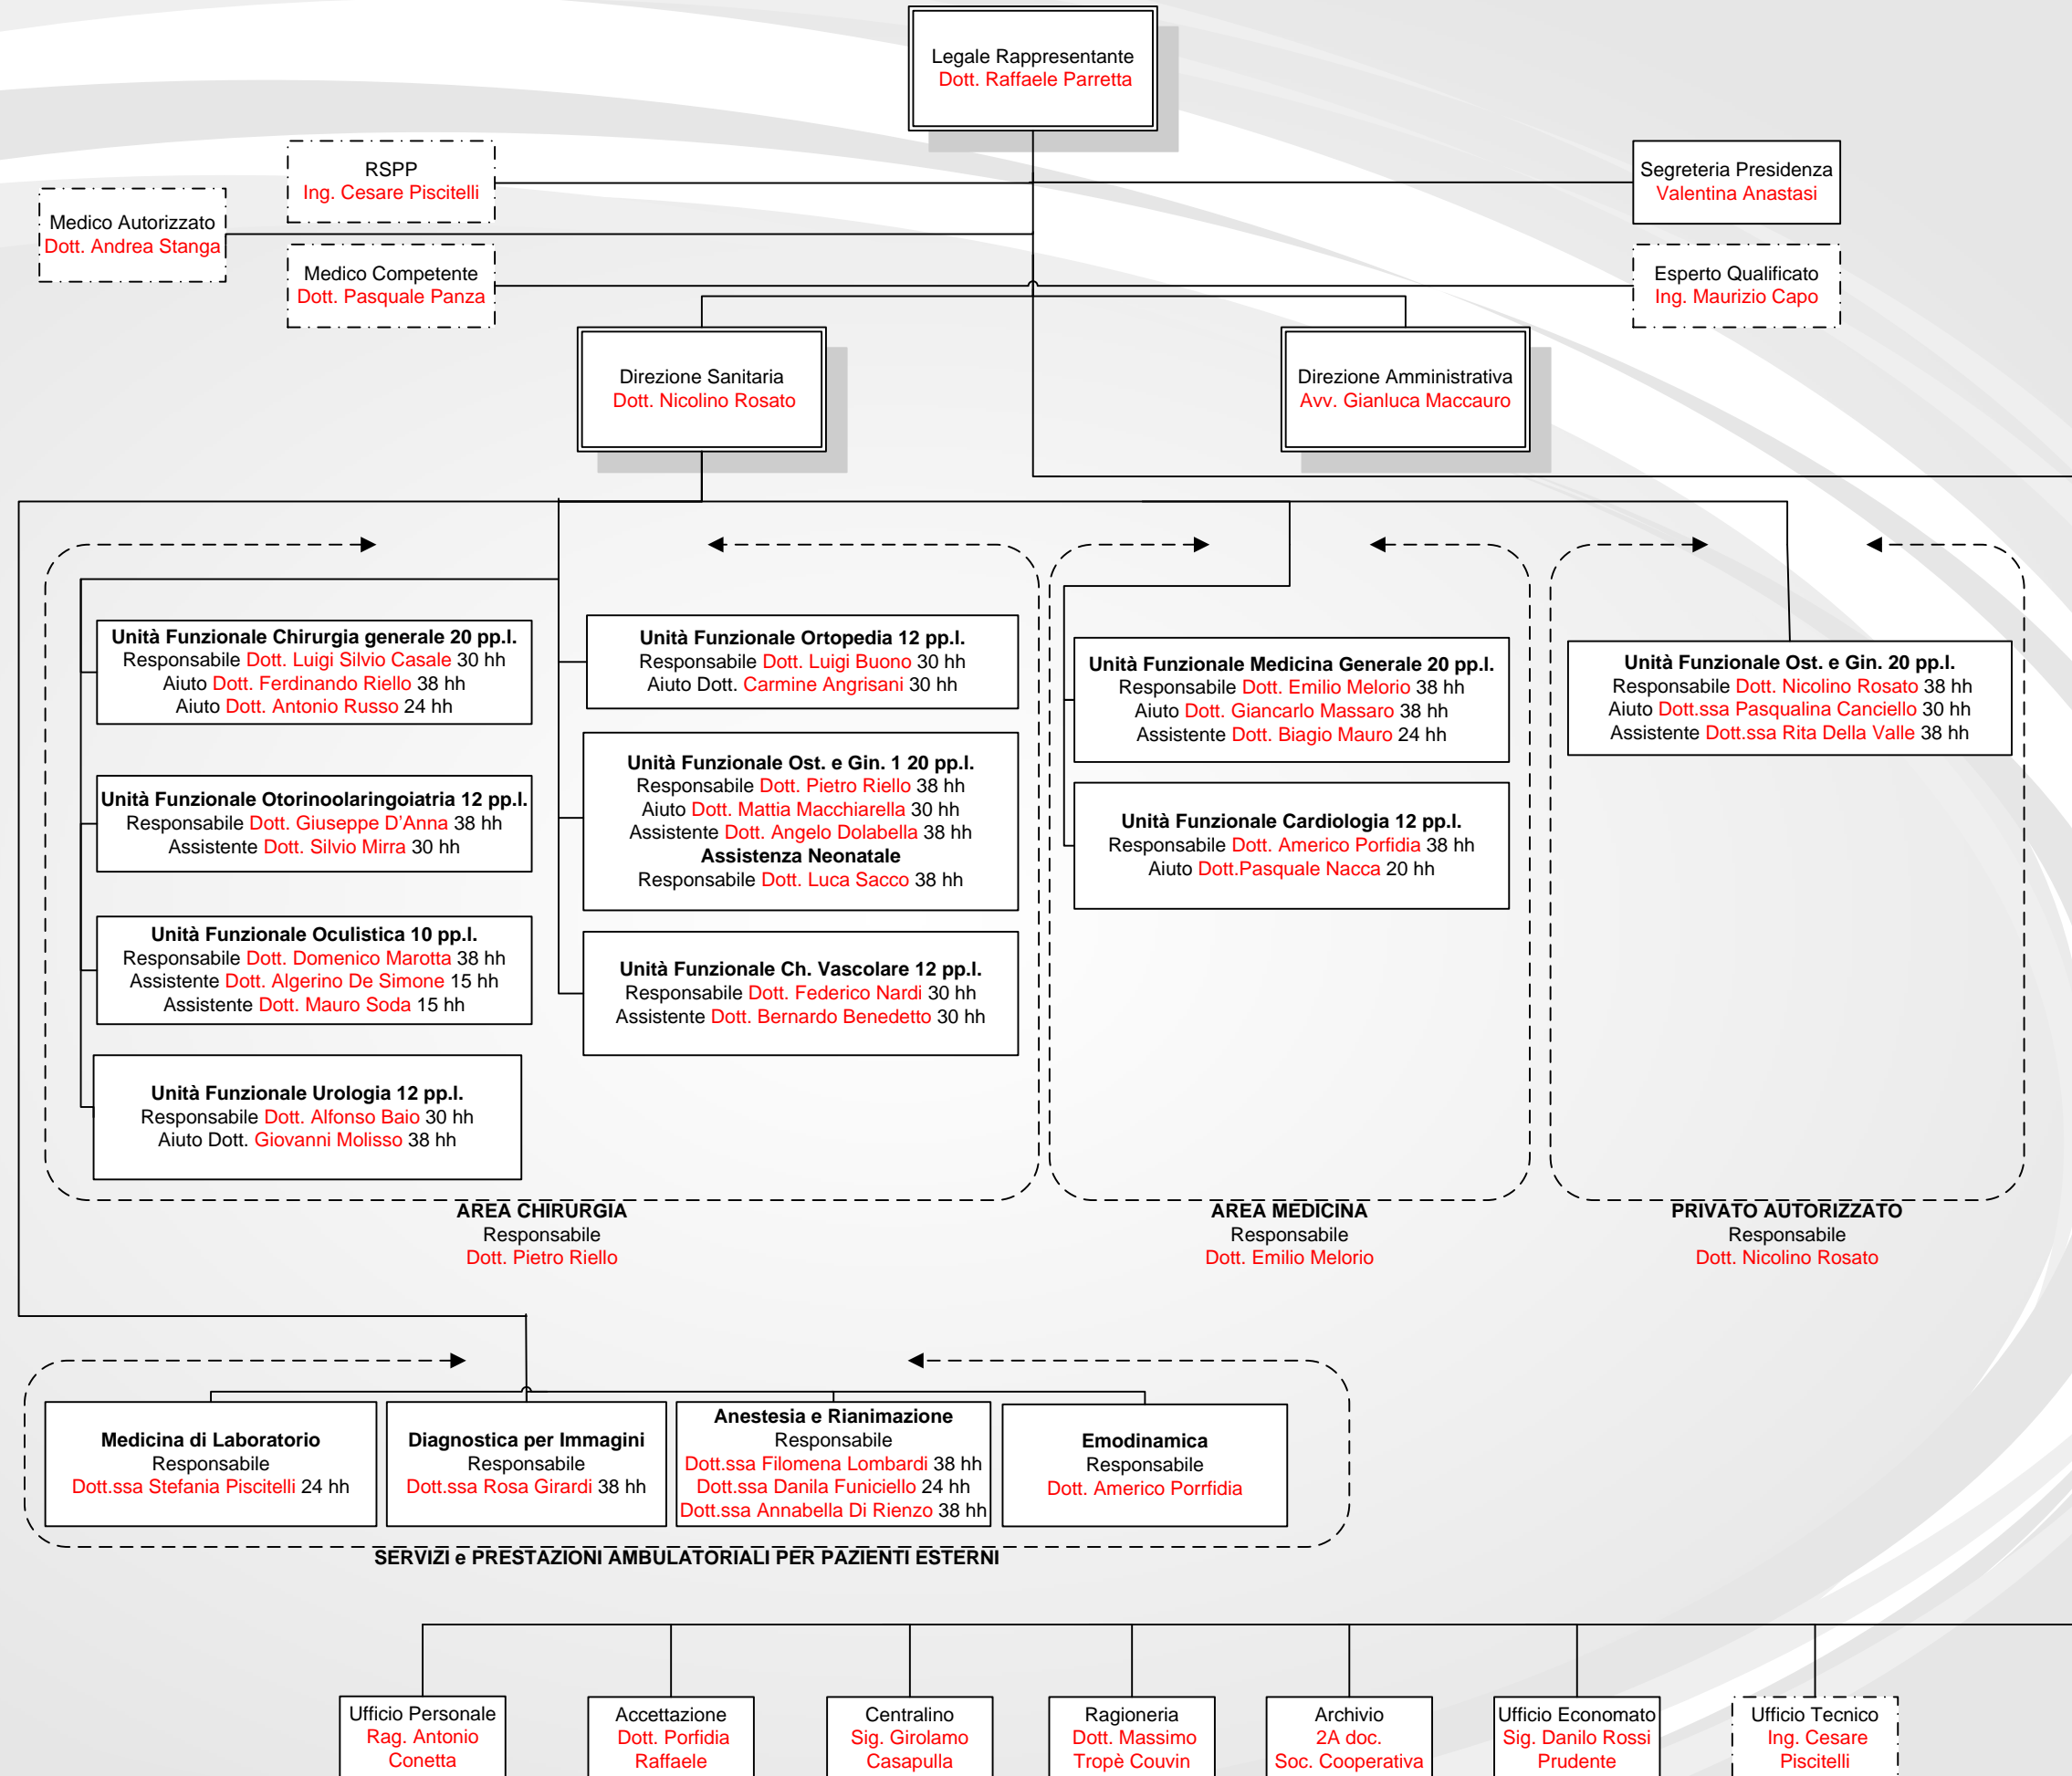 Legale Rappresentante
Dott. Raffaele Parretta
RSPP
Ing. Cesare Piscitelli
Segreteria Presidenza
Valentina Anastasi
Medico Autorizzato
Dott. Andrea Stanga
Medico Competente
Dott. Pasquale Panza
Esperto Qualificato
Ing. Maurizio Capo
Direzione Sanitaria
Dott. Nicolino Rosato
Direzione Amministrativa
Avv. Gianluca Maccauro
Unità Funzionale Chirurgia generale 20 pp.l.
Responsabile Dott. Luigi Silvio Casale 30 hh
Aiuto Dott. Ferdinando Riello 38 hh
Aiuto Dott. Antonio Russo 24 hh
Unità Funzionale Otorinoolaringoiatria 12 pp.l.
Responsabile Dott. Giuseppe D'Anna 38 hh
Assistente Dott. Silvio Mirra 30 hh
Unità Funzionale Oculistica 10 pp.l.
Responsabile Dott. Domenico Marotta 38 hh
Assistente Dott. Algerino De Simone 15 hh
Assistente Dott. Mauro Soda 15 hh
Unità Funzionale Urologia 12 pp.l.
Responsabile Dott. Alfonso Baio 30 hh
Aiuto Dott. Giovanni Molisso 38 hh
Unità Funzionale Ortopedia 12 pp.l.
Responsabile Dott. Luigi Buono 30 hh
Aiuto Dott. Carmine Angrisani 30 hh
Unità Funzionale Ost. e Gin. 1 20 pp.l.
Responsabile Dott. Pietro Riello 38 hh
Aiuto Dott. Mattia Macchiarella 30 hh
Assistente Dott. Angelo Dolabella 38 hh
Assistenza Neonatale
Responsabile Dott. Luca Sacco 38 hh
Unità Funzionale Ch. Vascolare 12 pp.l.
Responsabile Dott. Federico Nardi 30 hh
Assistente Dott. Bernardo Benedetto 30 hh
AREA CHIRURGIA
Responsabile
Dott. Pietro Riello
Unità Funzionale Medicina Generale 20 pp.l.
Responsabile Dott. Emilio Melorio 38 hh
Aiuto Dott. Giancarlo Massaro 38 hh
Assistente Dott. Biagio Mauro 24 hh
Unità Funzionale Cardiologia 12 pp.l.
Responsabile Dott. Americo Porfidia 38 hh
Aiuto Dott.Pasquale Nacca 20 hh
AREA MEDICINA
Responsabile
Dott. Emilio Melorio
Unità Funzionale Ost. e Gin. 20 pp.l.
Responsabile Dott. Nicolino Rosato 38 hh
Aiuto Dott.ssa Pasqualina Canciello 30 hh
Assistente Dott.ssa Rita Della Valle 38 hh
PRIVATO AUTORIZZATO
Responsabile
Dott. Nicolino Rosato
Medicina di Laboratorio
Responsabile
Dott.ssa Stefania Piscitelli 24 hh
Diagnostica per Immagini
Responsabile
Dott.ssa Rosa Girardi 38 hh
Anestesia e Rianimazione
Responsabile
Dott.ssa Filomena Lombardi 38 hh
Dott.ssa Danila Funiciello 24 hh
Dott.ssa Annabella Di Rienzo 38 hh
Emodinamica
Responsabile
Dott. Americo Porrfidia
SERVIZI e PRESTAZIONI AMBULATORIALI PER PAZIENTI ESTERNI
Ufficio Personale
Rag. Antonio
Conetta
Accettazione
Dott. Porfidia
Raffaele
Centralino
Sig. Girolamo
Casapulla
Ragioneria
Dott. Massimo
Tropè Couvin
Archivio
2A doc.
Soc. Cooperativa
Ufficio Economato
Sig. Danilo Rossi
Prudente
Ufficio Tecnico
Ing. Cesare
Piscitelli